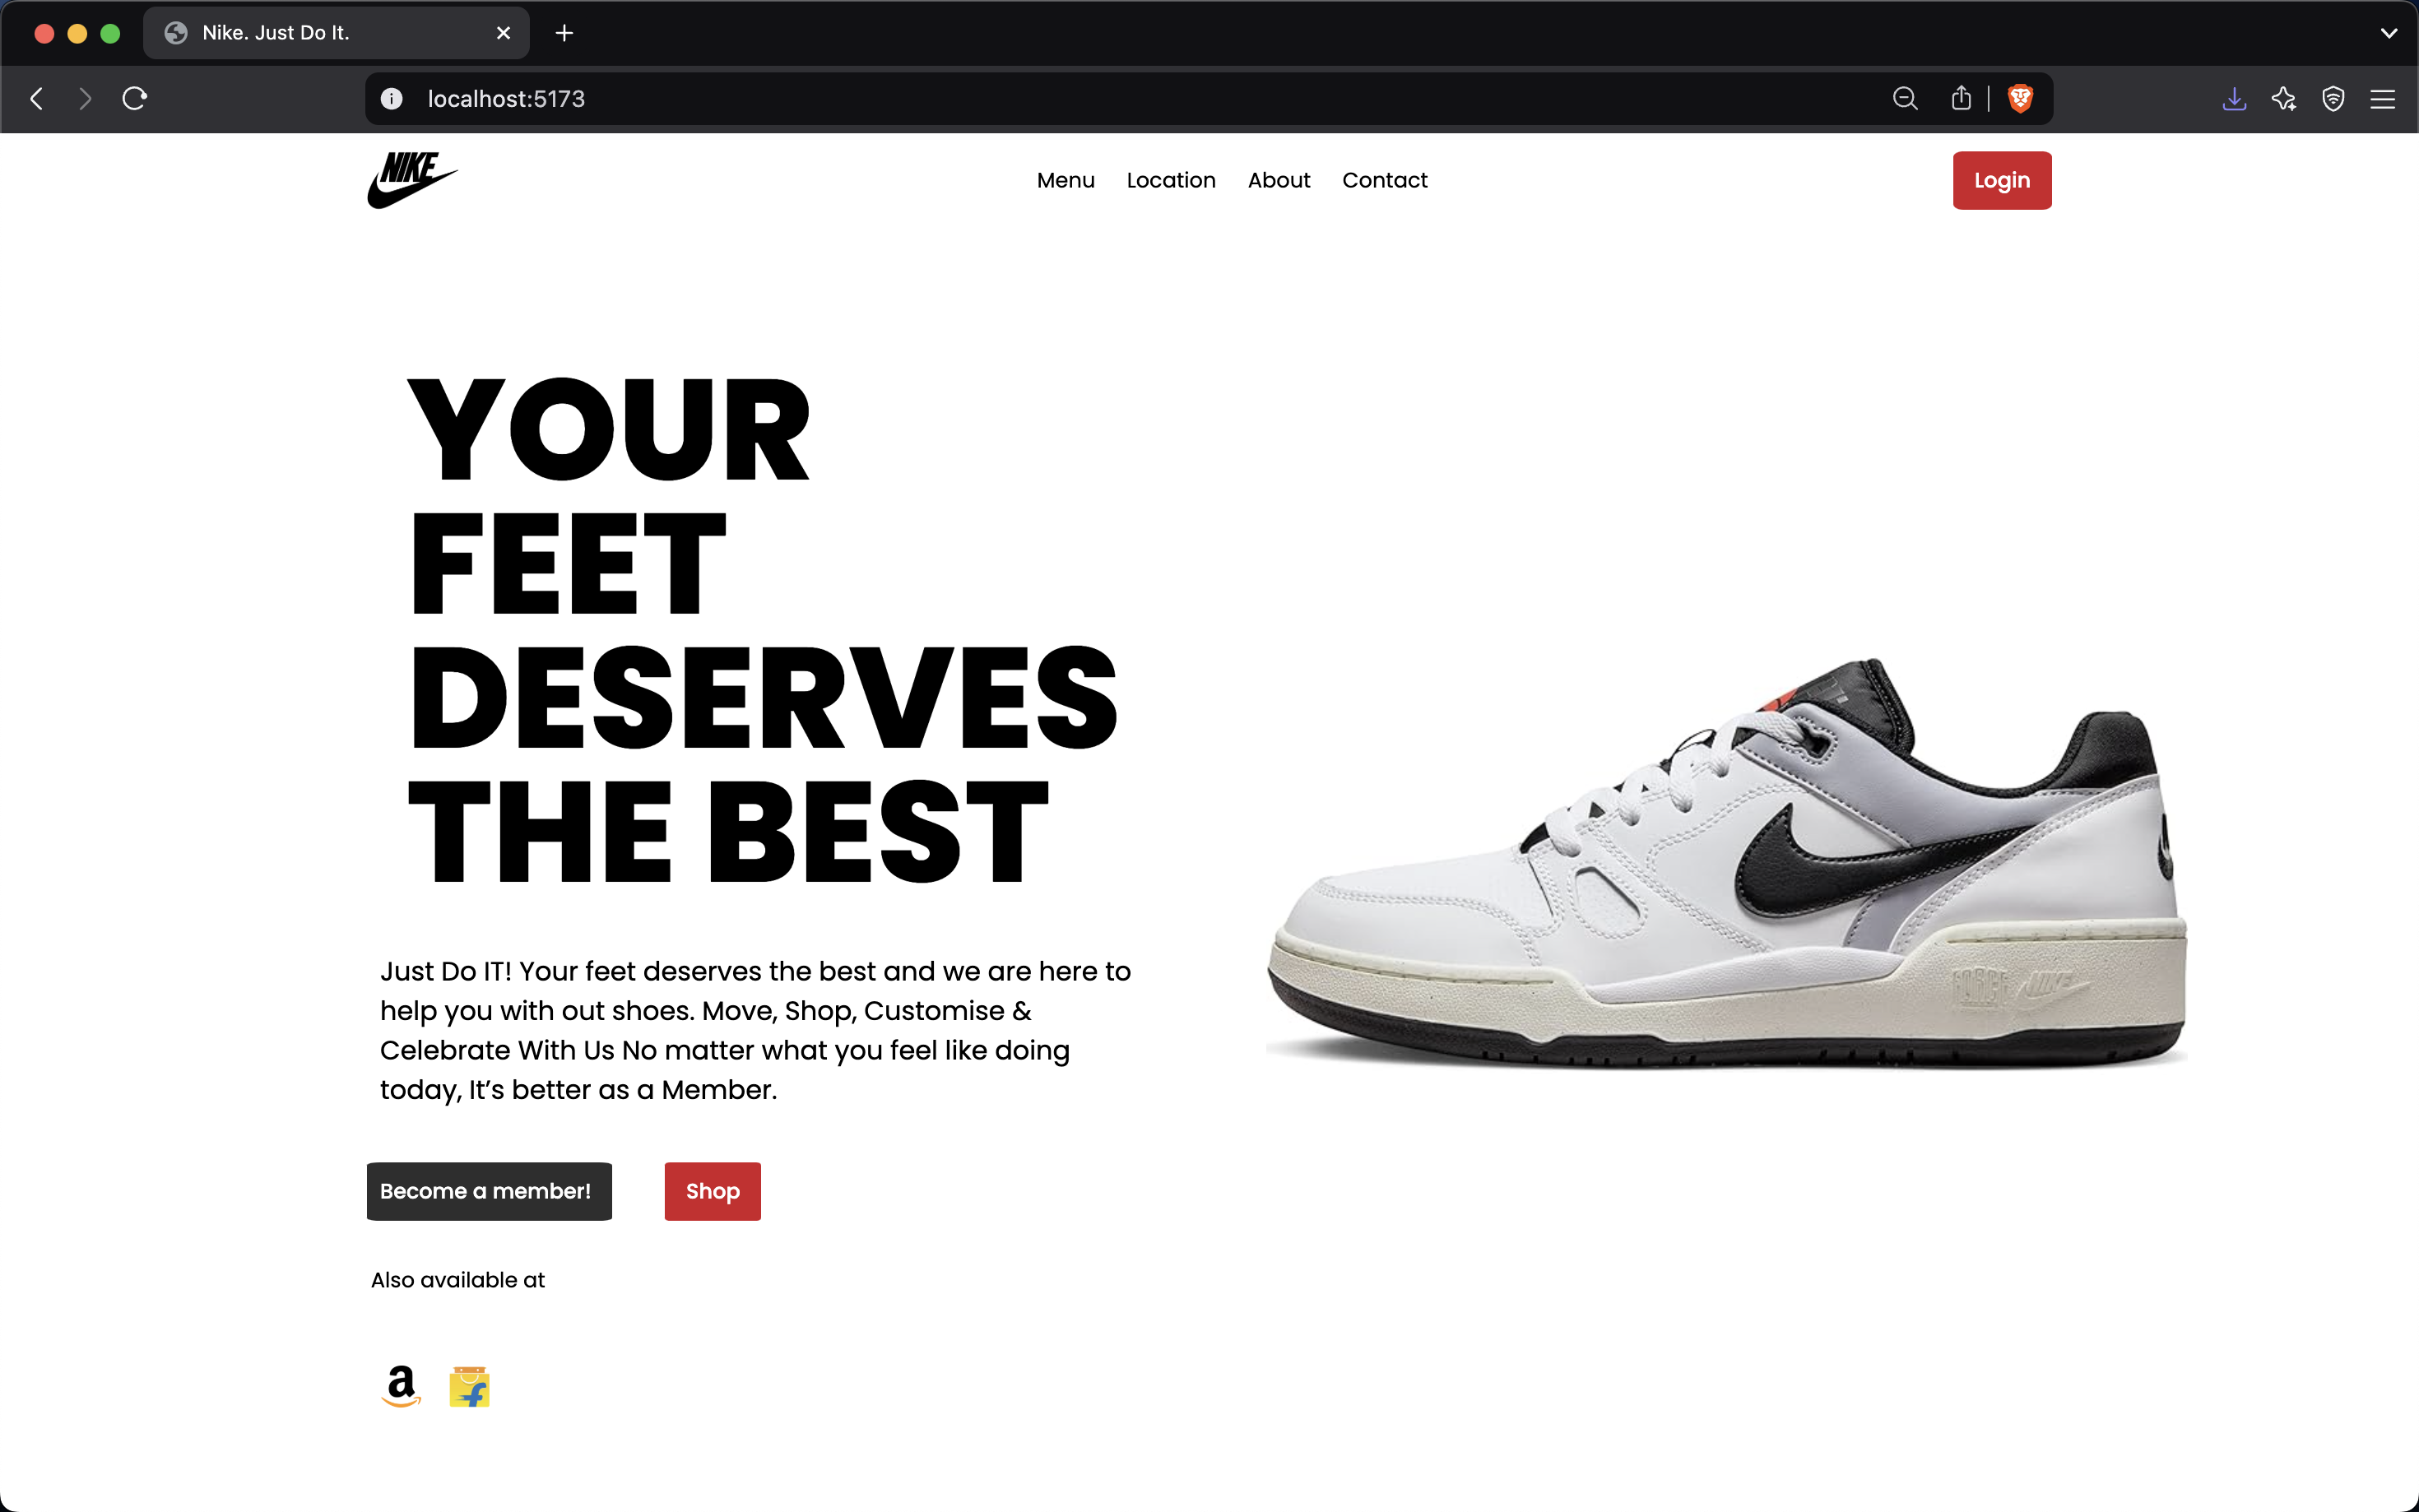 Nike. Just Do It.
localhost:5173
NIKE
Menu Location About Contact
Login
YOUR
FEET
DESERVES
THE BEST
Just Do IT! Your feet deserves the best and we are here to
help you with out shoes. Move, Shop, Customise &
Celebrate With Us No matter what you feel like doing
today, It’s better as a Member.
FORCE NIKE
Become a member!
Shop
Also available at
a
f